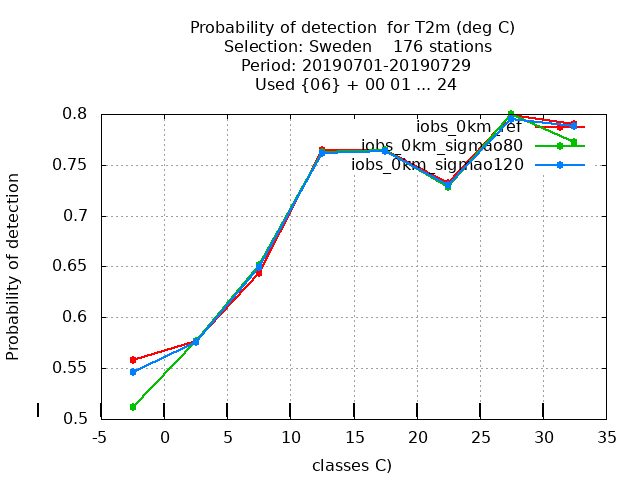 Probability of detection  for T2m (deg C)
Selection: Sweden    176 stations
Period: 20190701-20190729
Used {06} + 00 01 ... 24
iobs_0km_ref
iobs_0km_sigmao80
iobs_0km_sigmao120
Probability of detection
0.8
0.75
0.7
0.65
0.6
0.55
0.5
-5 0 5 10 15 20 25 30 35
classes C)